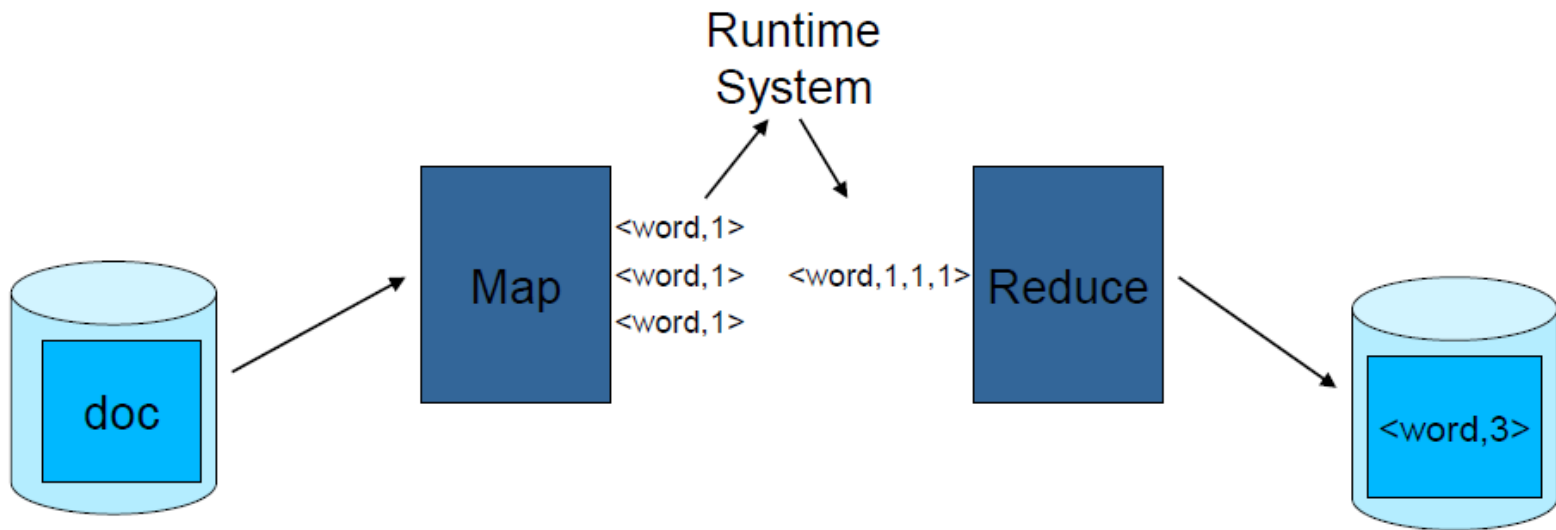 Runtime
System
<word,1>
Map
<word,1>
<word,1,1,1>
Reduce
<word,1>
doc
<word,3>